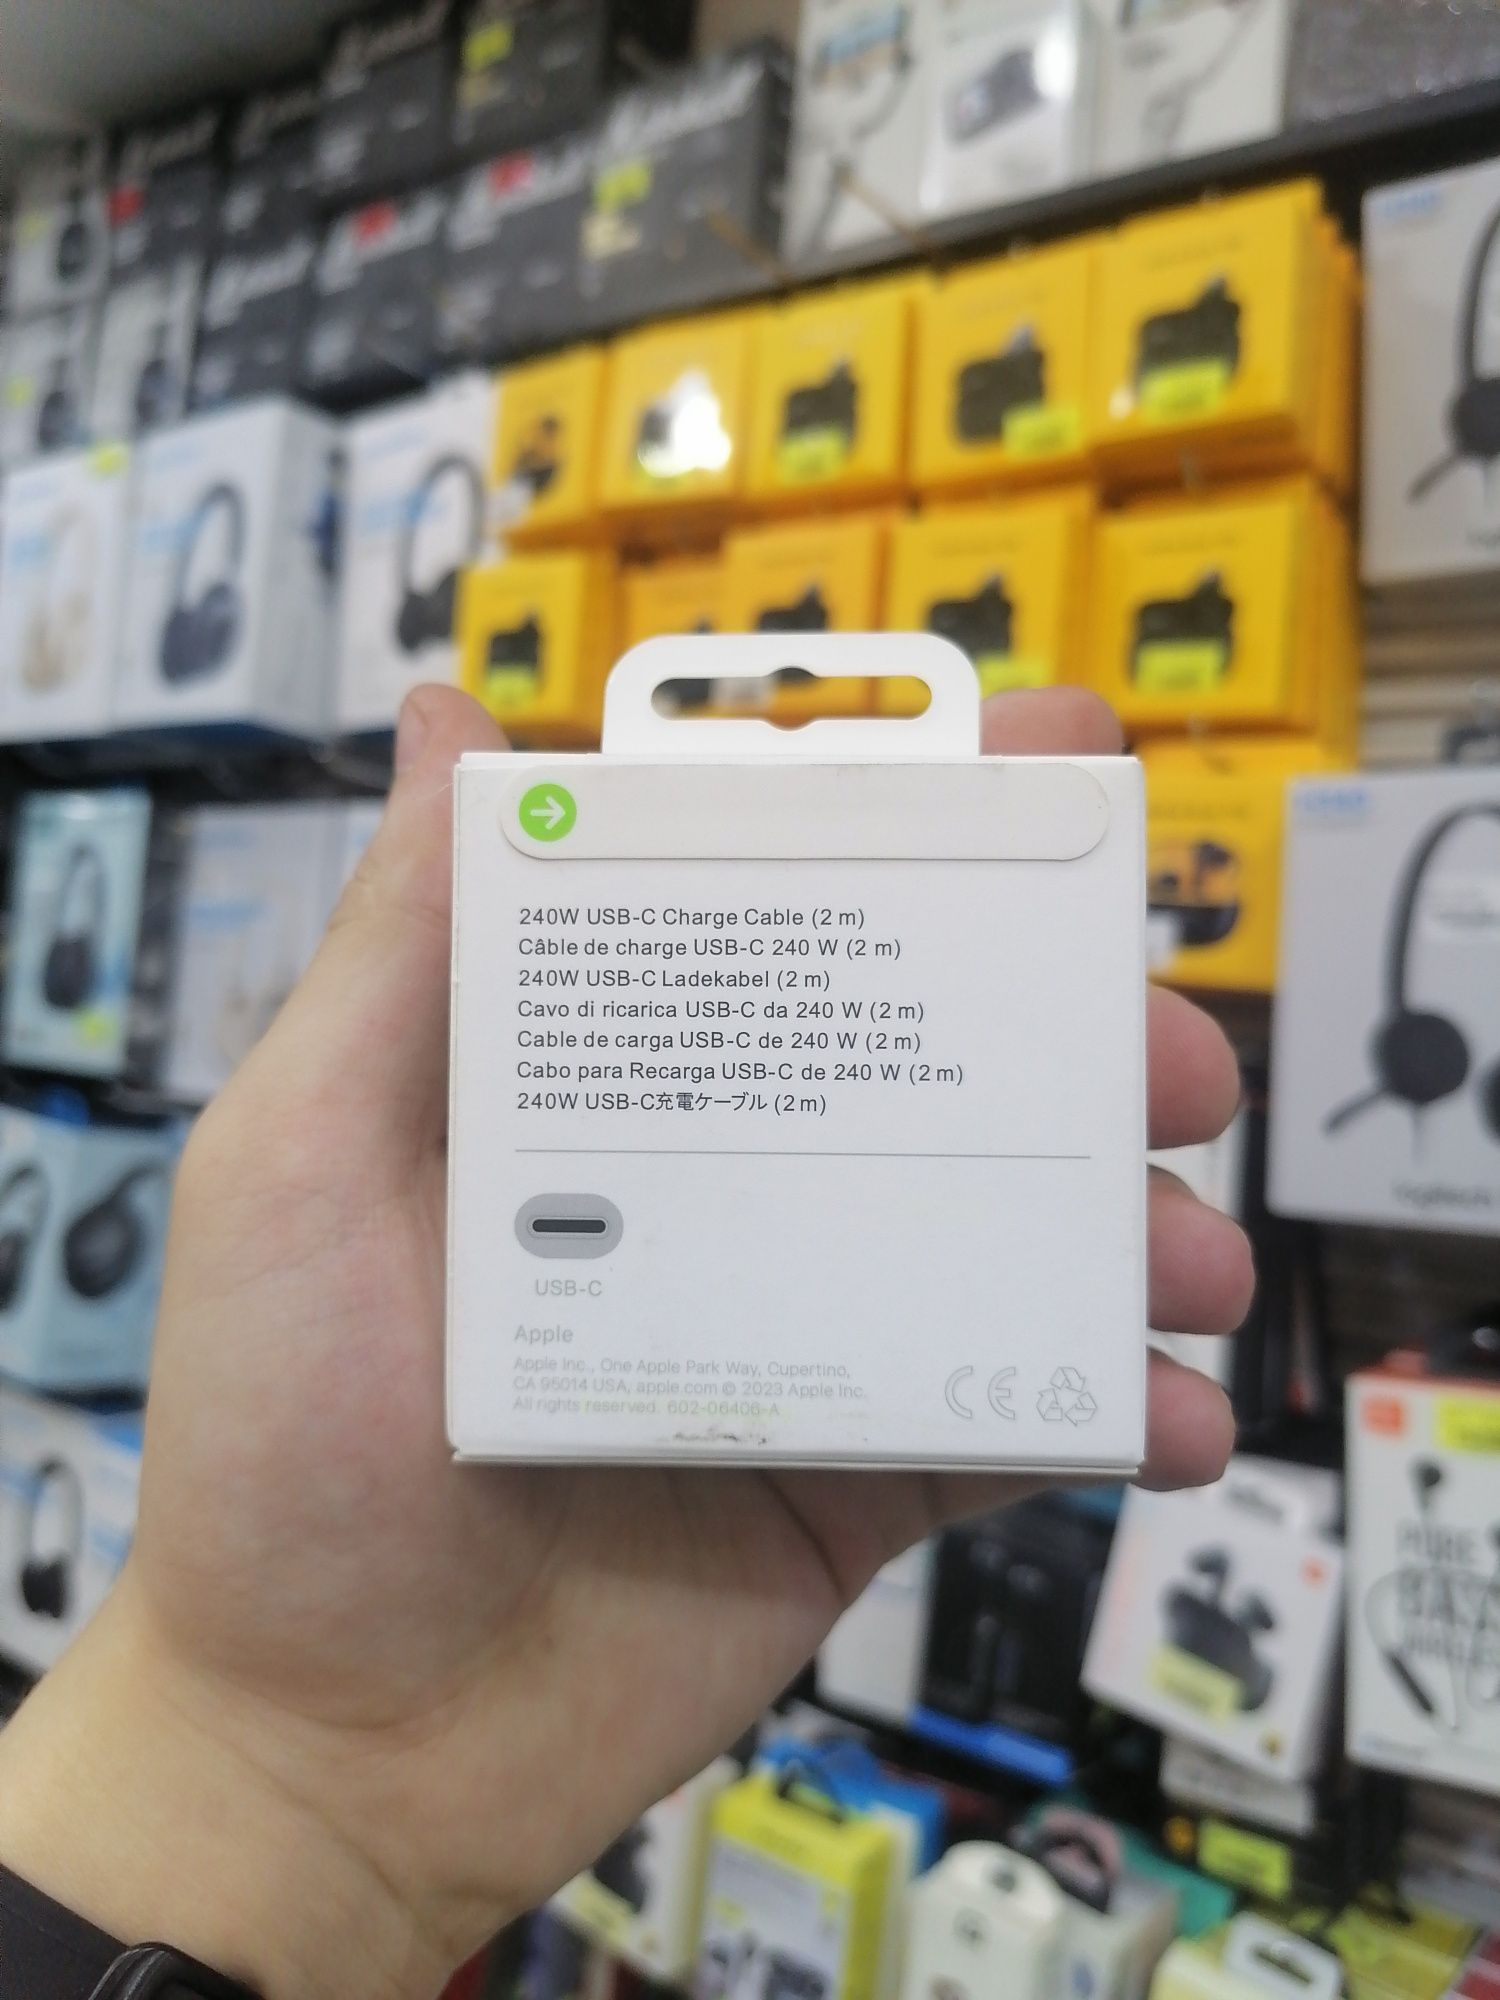 240W USB-C Charge Cable (2 m)
Câble de charge USB-C 240 W (2 m)
240W USB-C Ladekabel (2 m)
Cavo di ricarica USB-C da 240 W (2 m)
Cable de carga USB-C de 240 W (2 m)
Cabo para Recarga USB-C de 240 W (2 m)
240W USB-C充電ケーブル (2 m)
USB-C
Apple
Apple Inc., One Apple Park Way, Cupertino,
CA 95014 USA, apple.com © 2023 Apple Inc.
All rights reserved. 602-06406-A
CE
PURE
BASS